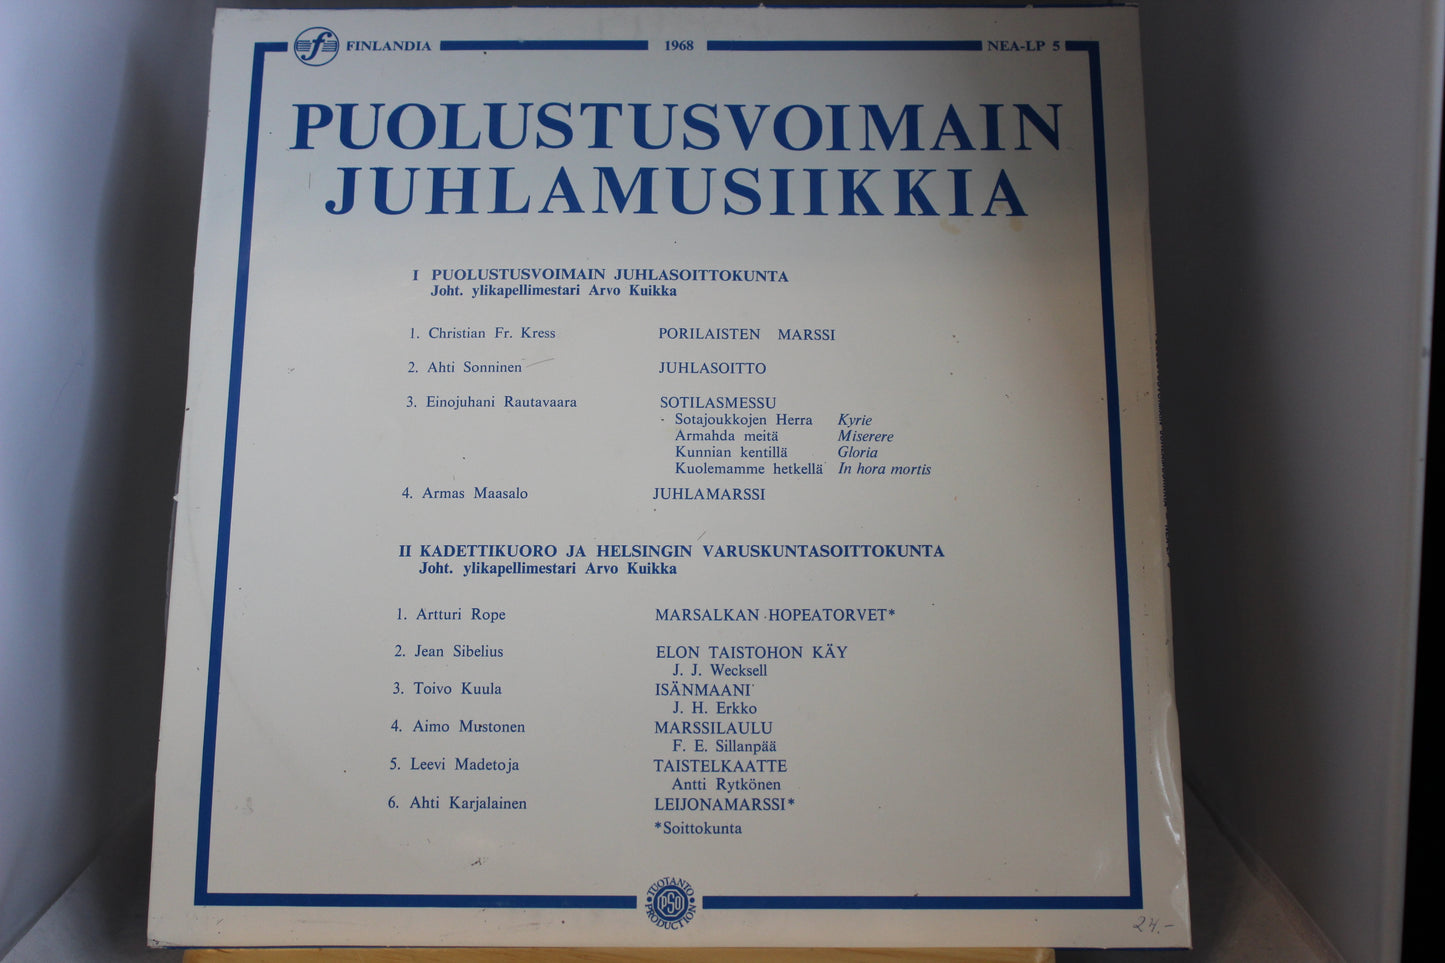 f FINLANDIA 1968 NEA-LP 5
PUOLUSTUSVOIMAIN
JUHLAMUSIIKKIA
I PUOLUSTUSVOIMAIN JUHLASOITTOKUNTA
Joht. ylikapellimestari Arvo Kuikka
1. Christian Fr. Kress PORILAISTEN MARSSI
2. Ahti Sonninen JUHLASOITTO
3. Einojuhani Rautavaara SOTILASMESSU
Sotajoukkojen Herra Kyrie
Armahda meitä Miserere
Kunnian kentillä Gloria
Kuolemamme hetkellä In hora mortis
4. Armas Maasalo JUHLAMARSSI
II KADETTIKUORO JA HELSINGIN VARUSKUNTASOITTOKUNTA
Joht. ylikapellimestari Arvo Kuikka
1. Artturi Rope MARSALKAN HOPEATORVET*
2. Jean Sibelius ELON TAISTOHON KÄY
J. J. Wecksell
3. Toivo Kuula ISÄNMAANI
J. H. Erkko
4. Aimo Mustonen MARSSILAULU
F. E. Sillanpää
5. Leevi Madetoja TAISTELKAATTE
Antti Rytkönen
6. Ahti Karjalainen LEIJONAMARSSI*
*Soittokunta
TUOTANTO
PSO
PRODUCTION
24.-